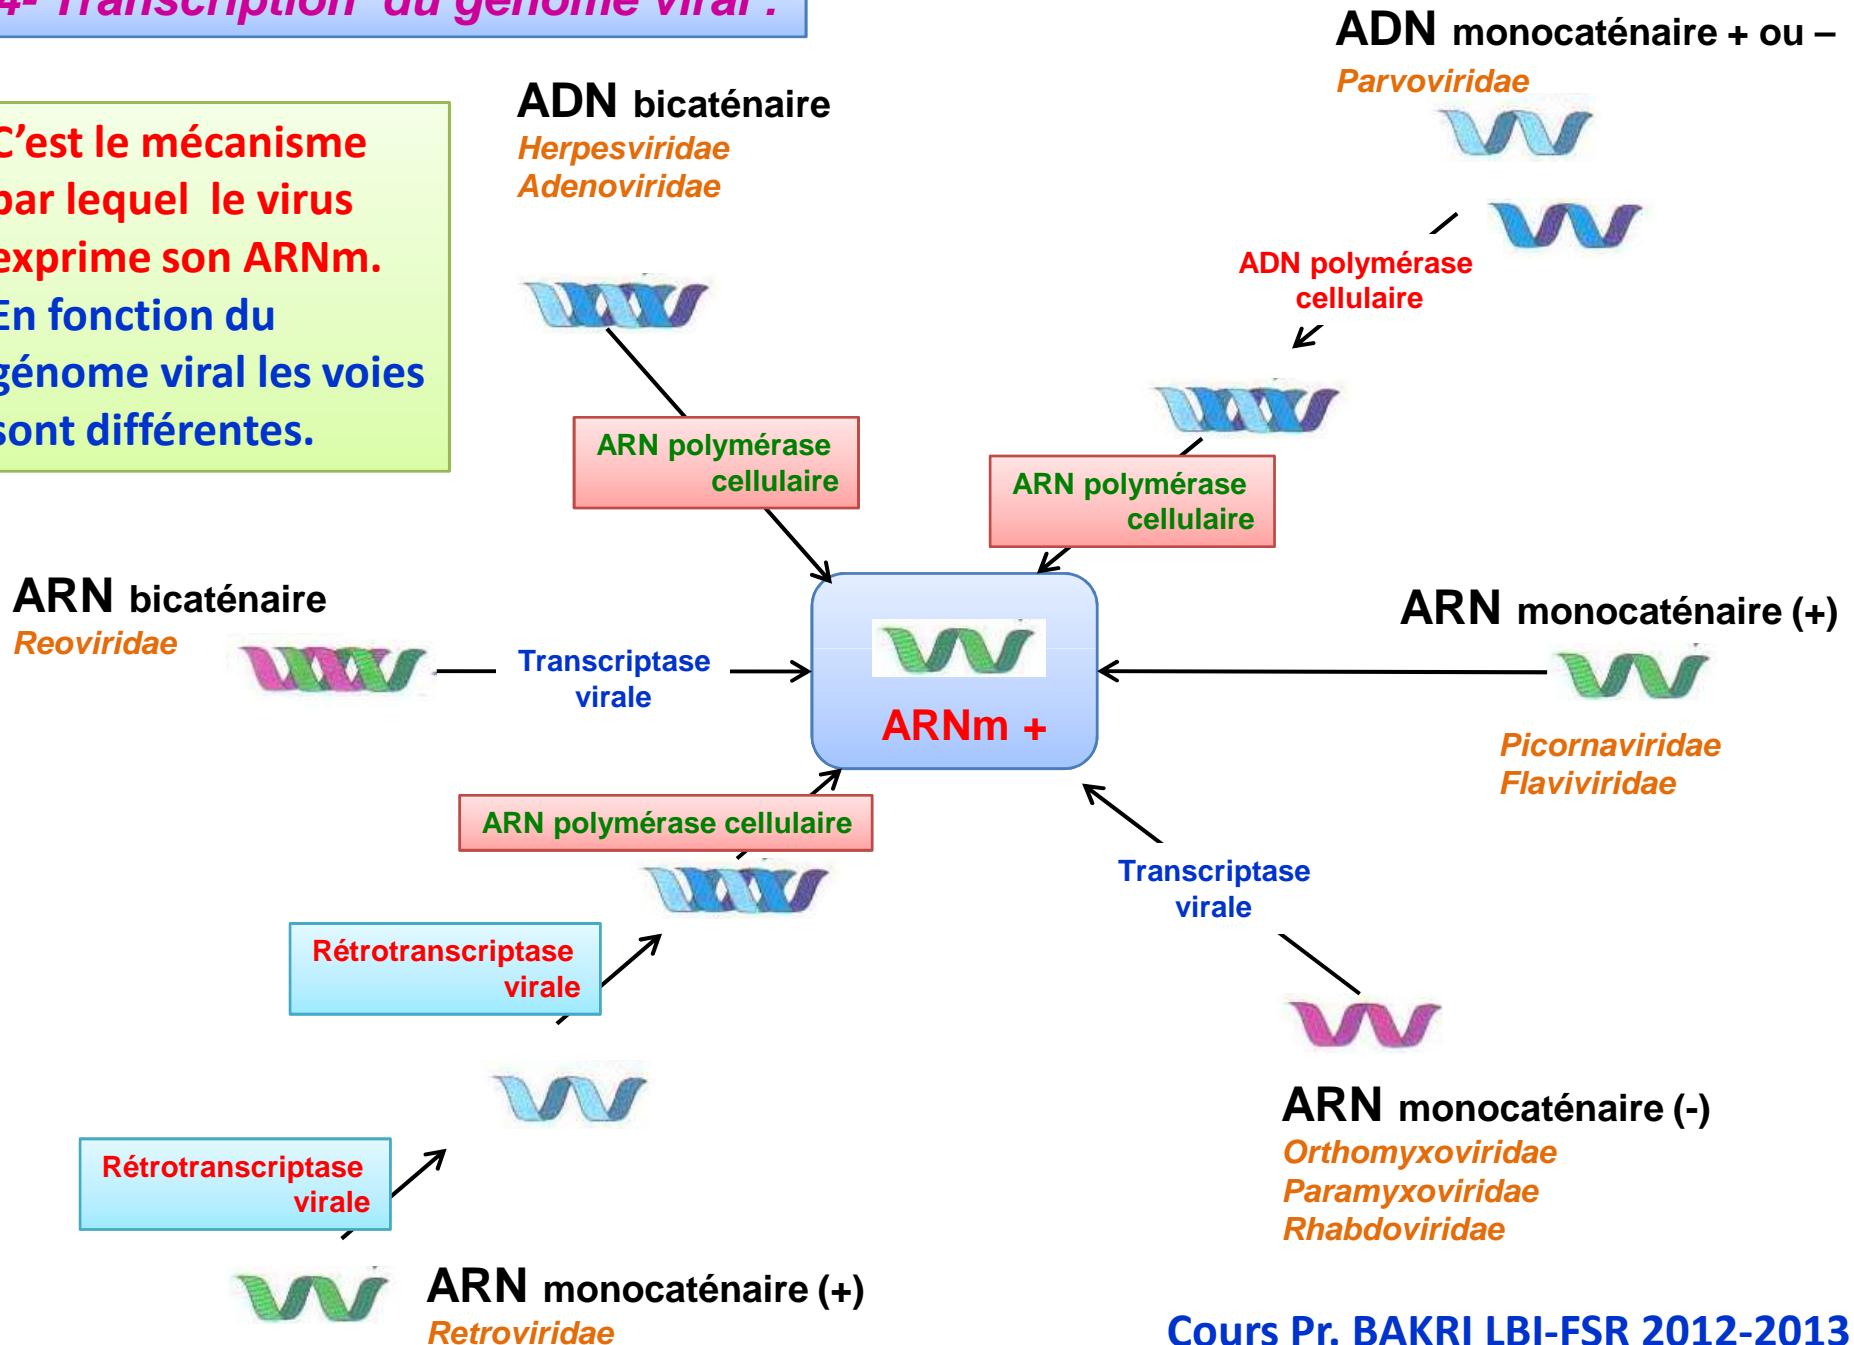 4- Transcription du génome viral :
C'est le mécanisme
par lequel le virus
exprime son ARNm.
En fonction du
génome viral les voies
sont différentes.
ADN bicaténaire
Herpesviridae
Adenoviridae
ADN monocaténaire + ou –
Parvoviridae
ADN polymérase
cellulaire
ARN polymérase
cellulaire
ARN polymérase
cellulaire
ARN bicaténaire
Reoviridae
Transcriptase
virale
ARNm +
ARN monocaténaire (+)
Picornaviridae
Flaviviridae
ARN polymérase cellulaire
Transcriptase
virale
Rétrotranscriptase
virale
Rétrotranscriptase
virale
ARN monocaténaire (-)
Orthomyxoviridae
Paramyxoviridae
Rhabdoviridae
ARN monocaténaire (+)
Retroviridae
Cours Pr. BAKRI LBI-FSR 2012-2013